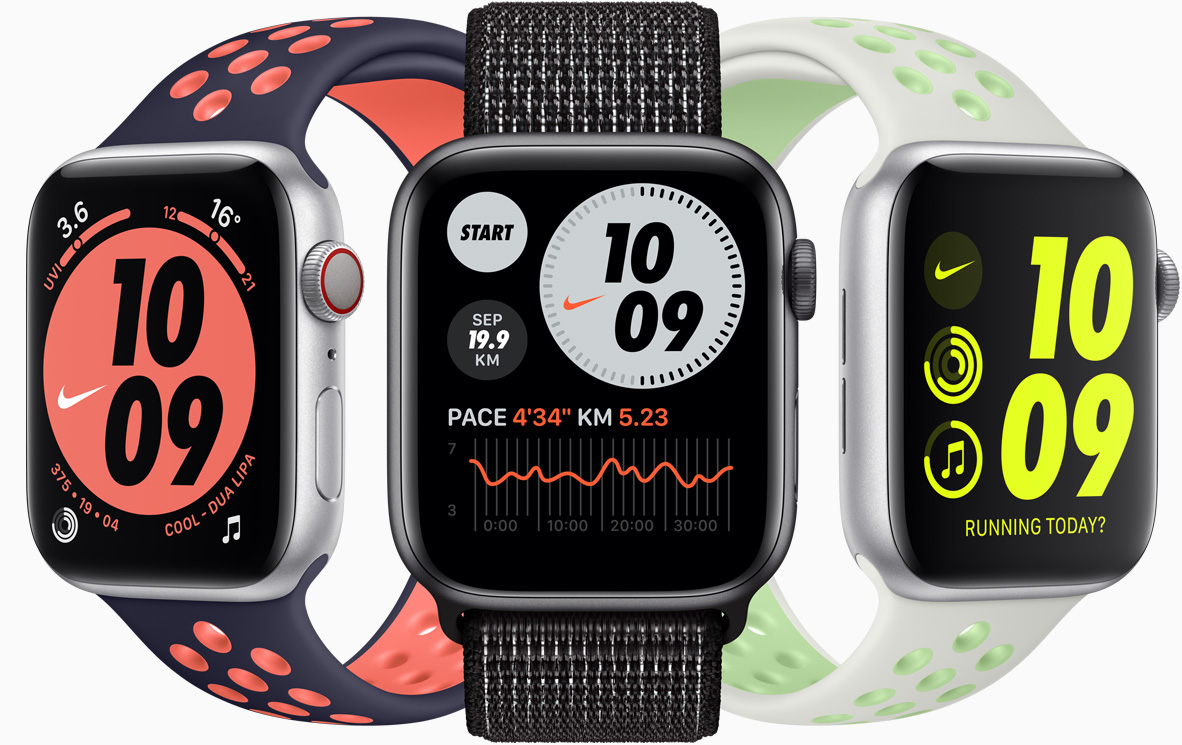 3.6
UVI
12
16°
21
10
09
375 • 19 • 04
COOL - DUA LIPA
START
10
09
SEP
19.9
KM
PACE 4'34" KM 5.23
7
3
0:00 10:00 20:00 30:00
10
09
RUNNING TODAY?